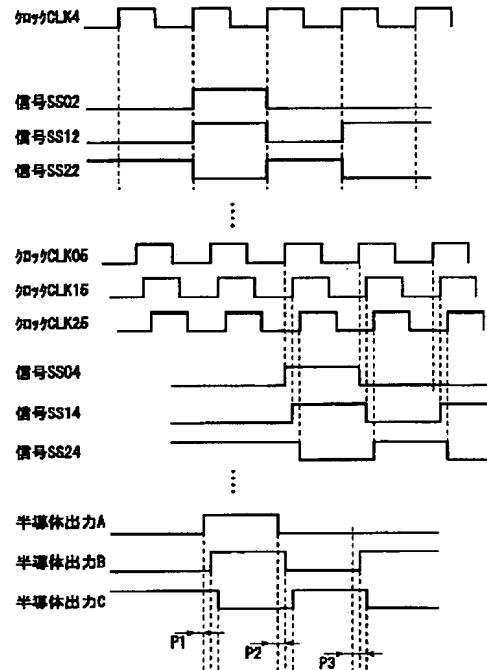 クロックCLK4
信号SS02
信号SS12
信号SS22
クロックCLK05
クロックCLK15
クロックCLK25
信号SS04
信号SS14
信号SS24
半導体出力A
半導体出力B
半導体出力C
P1
P2
P3